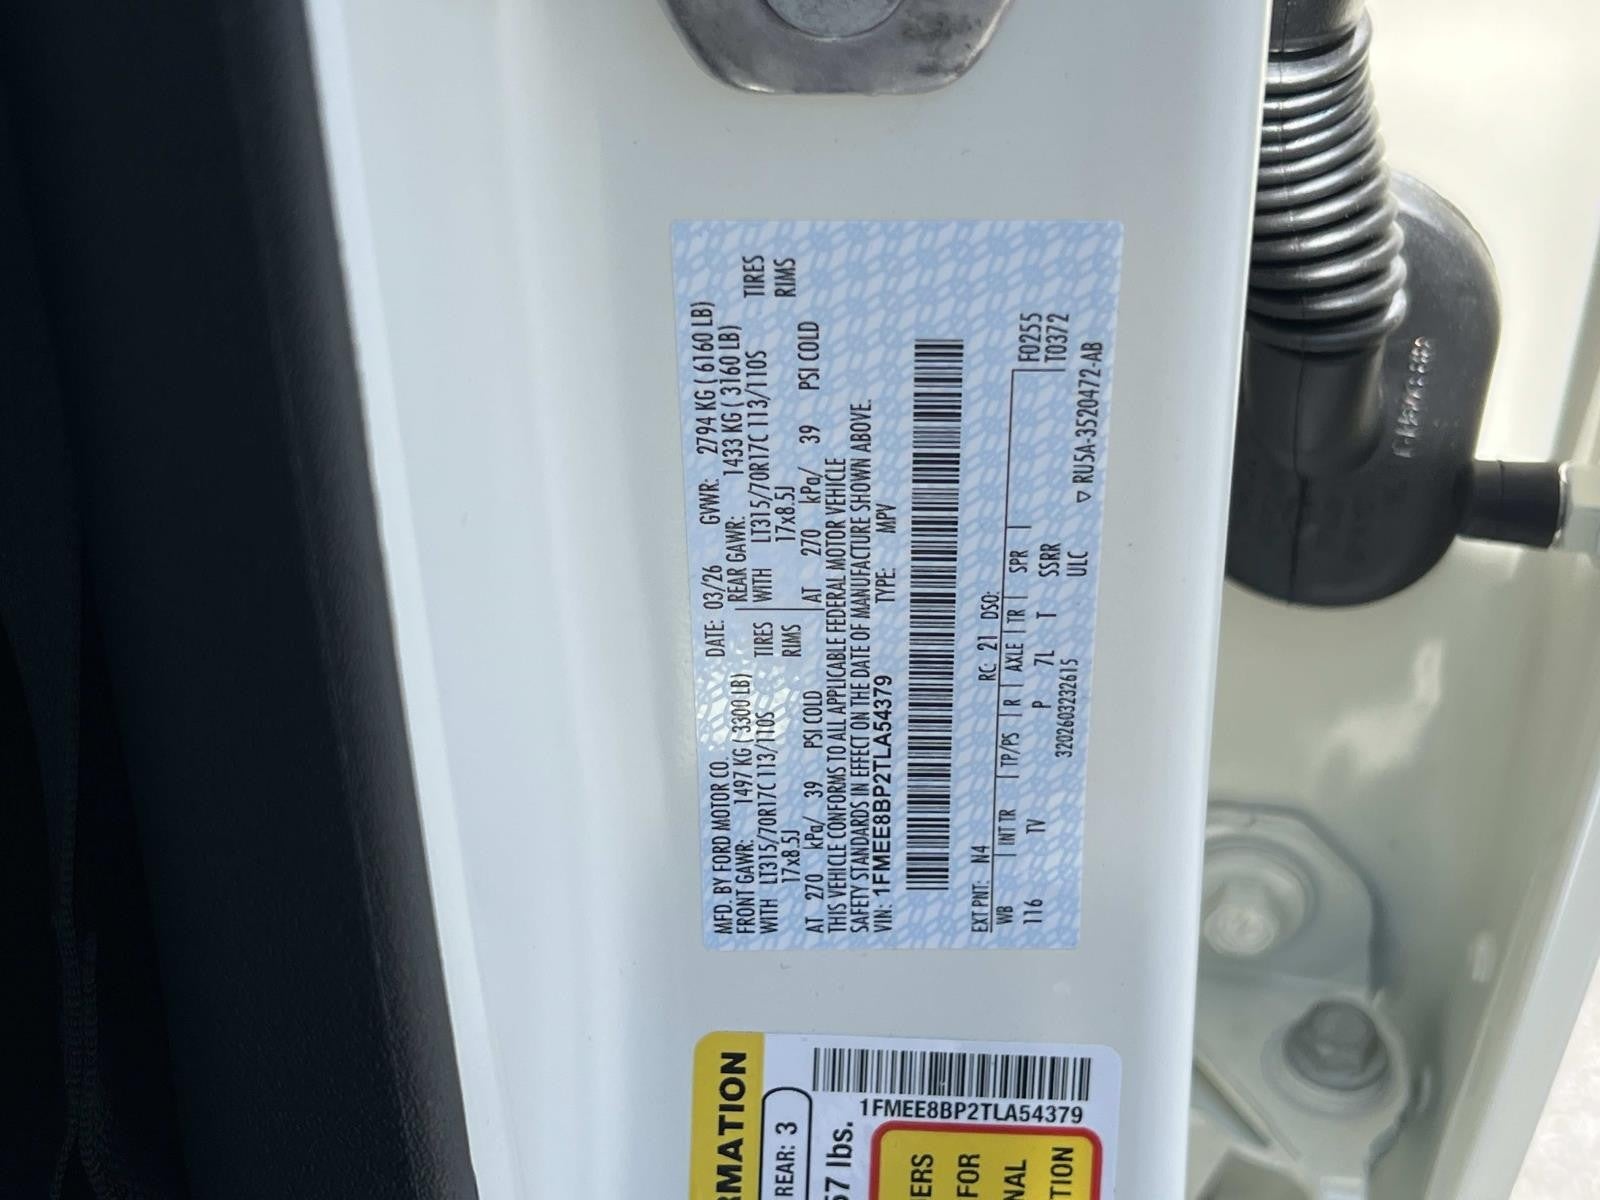 MFD. BY FORD MOTOR CO. DATE: 03/26 GVWR: 2794 KG ( 6160 LB)
FRONT GAWR: 1497 KG ( 3300 LB) REAR GAWR: 1433 KG ( 3160 LB)
WITH LT315/70R17C 113/110S TIRES WITH LT315/70R17C 113/110S TIRES
17x8.5J RIMS 17x8.5J RIMS
AT 270 kPa/ 39 PSI COLD AT 270 kPa/ 39 PSI COLD
THIS VEHICLE CONFORMS TO ALL APPLICABLE FEDERAL MOTOR VEHICLE
SAFETY STANDARDS IN EFFECT ON THE DATE OF MANUFACTURE SHOWN ABOVE.
VIN: 1FMEE8BP2TLA54379 TYPE: MPV
EXT PNT: N4 RC: 21 DSO: F0255
WB INT TR TP/PS R AXLE TR SPR T0372
116 TV P 7L T SSRR
3202603232615 ULC ▽ RU5A-3520472-AB
RMATION
REAR: 3
57 lbs.
1FMEE8BP2TLA54379
ERS
FOR
NAL
TION